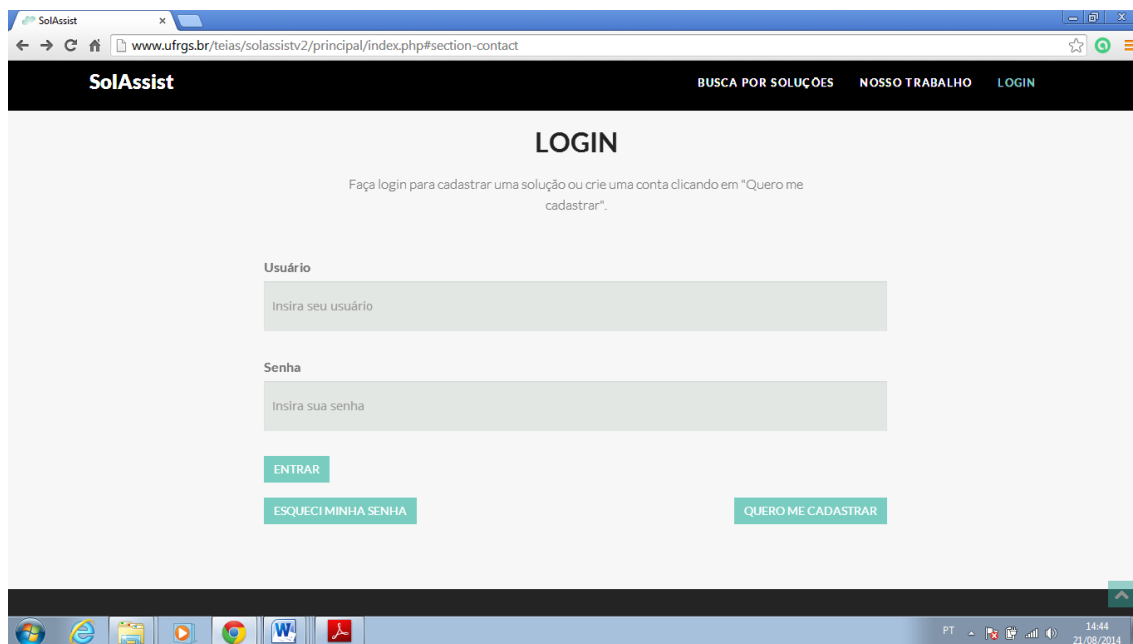 SolAssist
www.ufrgs.br/teias/solassistv2/principal/index.php#section-contact
SolAssist BUSCA POR SOLUÇÕES NOSSO TRABALHO LOGIN
LOGIN
Faça login para cadastrar uma solução ou crie uma conta clicando em "Quero me
cadastrar".
Usuário
Insira seu usuário
Senha
Insira sua senha
ENTRAR
ESQUECI MINHA SENHA QUERO ME CADASTRAR
PT 14:44
21/08/2014